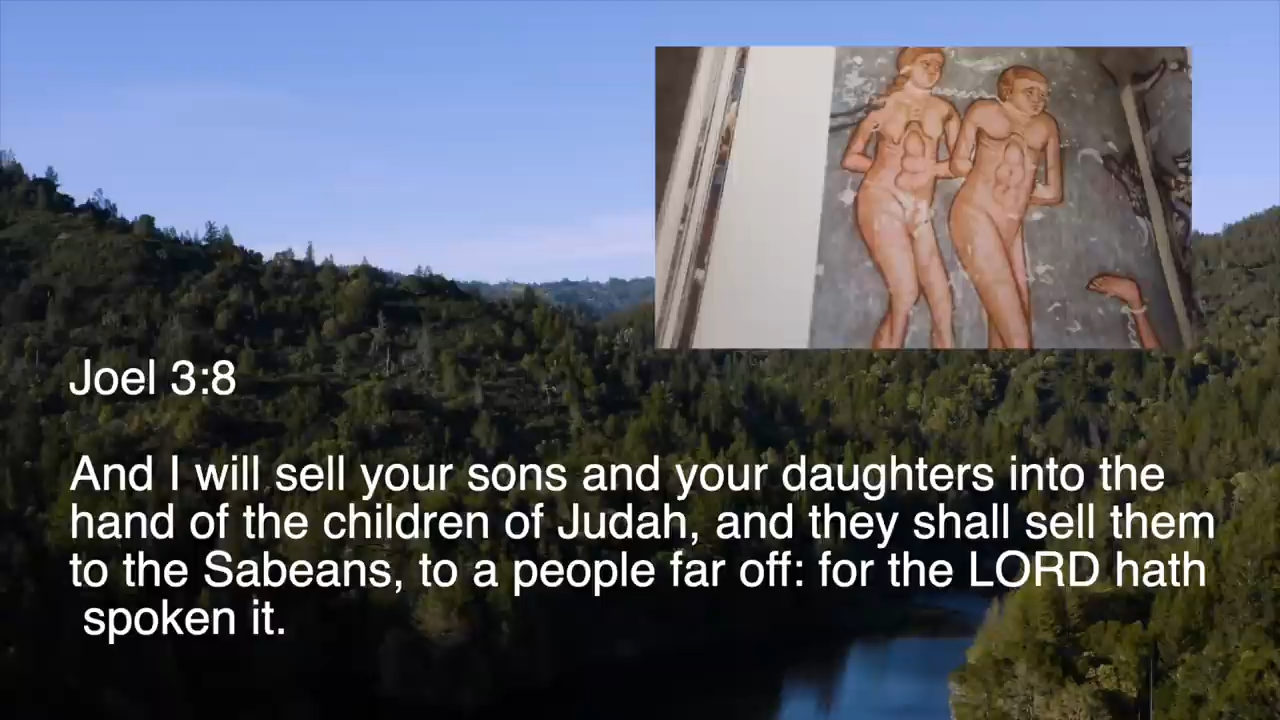 Joel 3:8
And I will sell your sons and your daughters into the
hand of the children of Judah, and they shall sell them
to the Sabeans, to a people far off: for the LORD hath
spoken it.